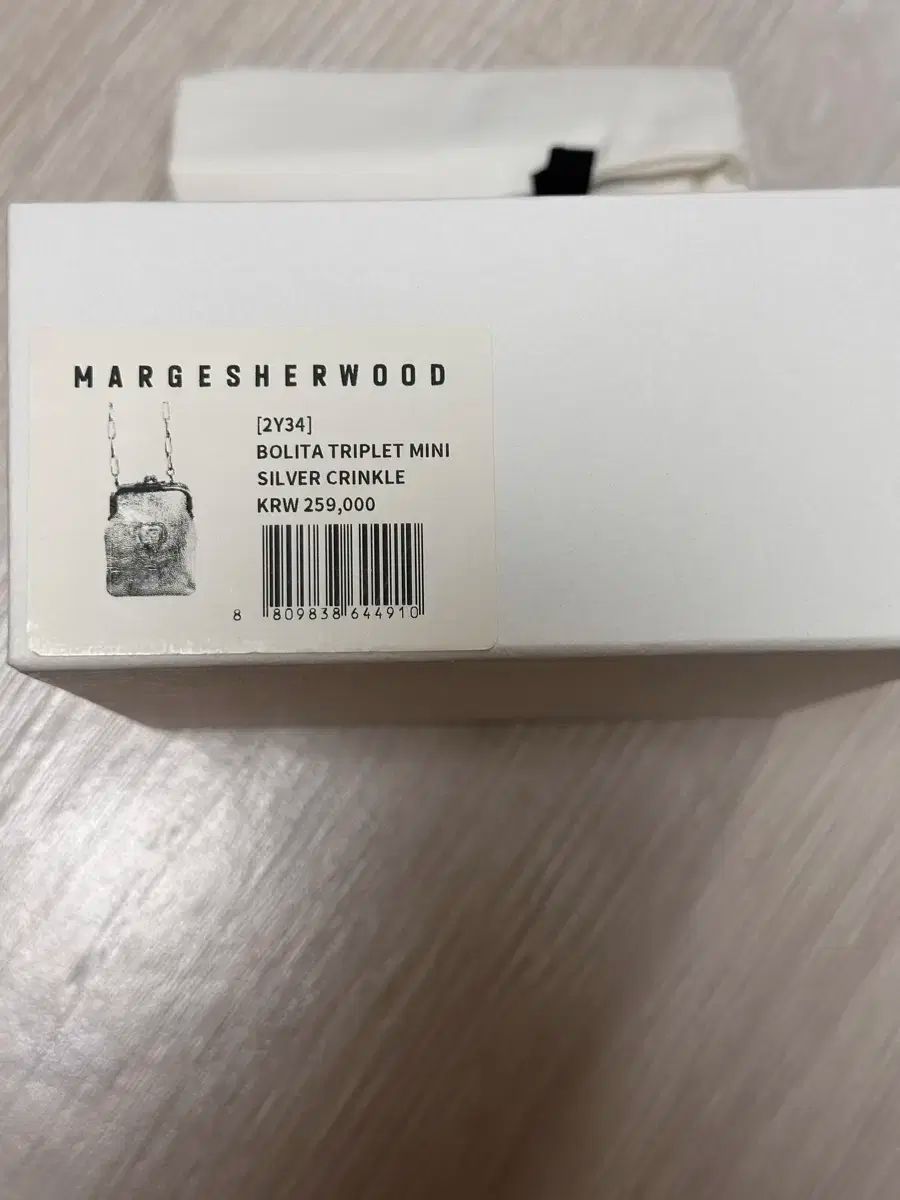 MARGESHERWOOD
[2Y34]
BOLITA TRIPLET MINI
SILVER CRINKLE
KRW 259,000
8 809838 644910